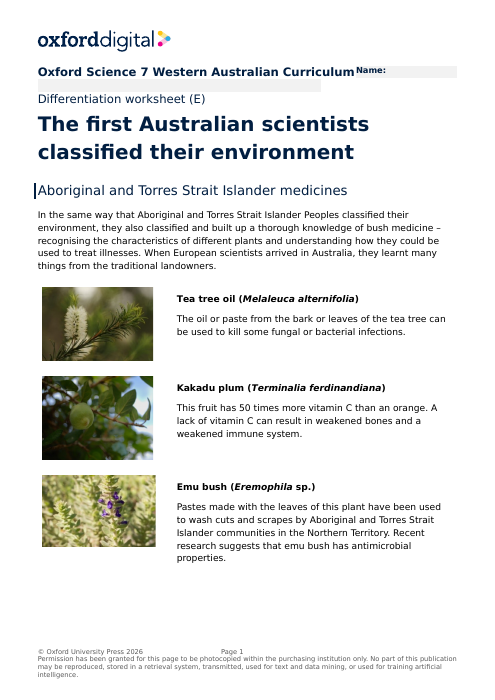 oxforddigital
Oxford Science 7 Western Australian Curriculum Name:
Differentiation worksheet (E)
The first Australian scientists
classified their environment
Aboriginal and Torres Strait Islander medicines
In the same way that Aboriginal and Torres Strait Islander Peoples classified their
environment, they also classified and built up a thorough knowledge of bush medicine –
recognising the characteristics of different plants and understanding how they could be
used to treat illnesses. When European scientists arrived in Australia, they learnt many
things from the traditional landowners.
Tea tree oil (Melaleuca alternifolia)
The oil or paste from the bark or leaves of the tea tree can
be used to kill some fungal or bacterial infections.
Kakadu plum (Terminalia ferdinandiana)
This fruit has 50 times more vitamin C than an orange. A
lack of vitamin C can result in weakened bones and a
weakened immune system.
Emu bush (Eremophila sp.)
Pastes made with the leaves of this plant have been used
to wash cuts and scrapes by Aboriginal and Torres Strait
Islander communities in the Northern Territory. Recent
research suggests that emu bush has antimicrobial
properties.
© Oxford University Press 2026 Page 1
Permission has been granted for this page to be photocopied within the purchasing institution only. No part of this publication
may be reproduced, stored in a retrieval system, transmitted, used for text and data mining, or used for training artificial
intelligence.